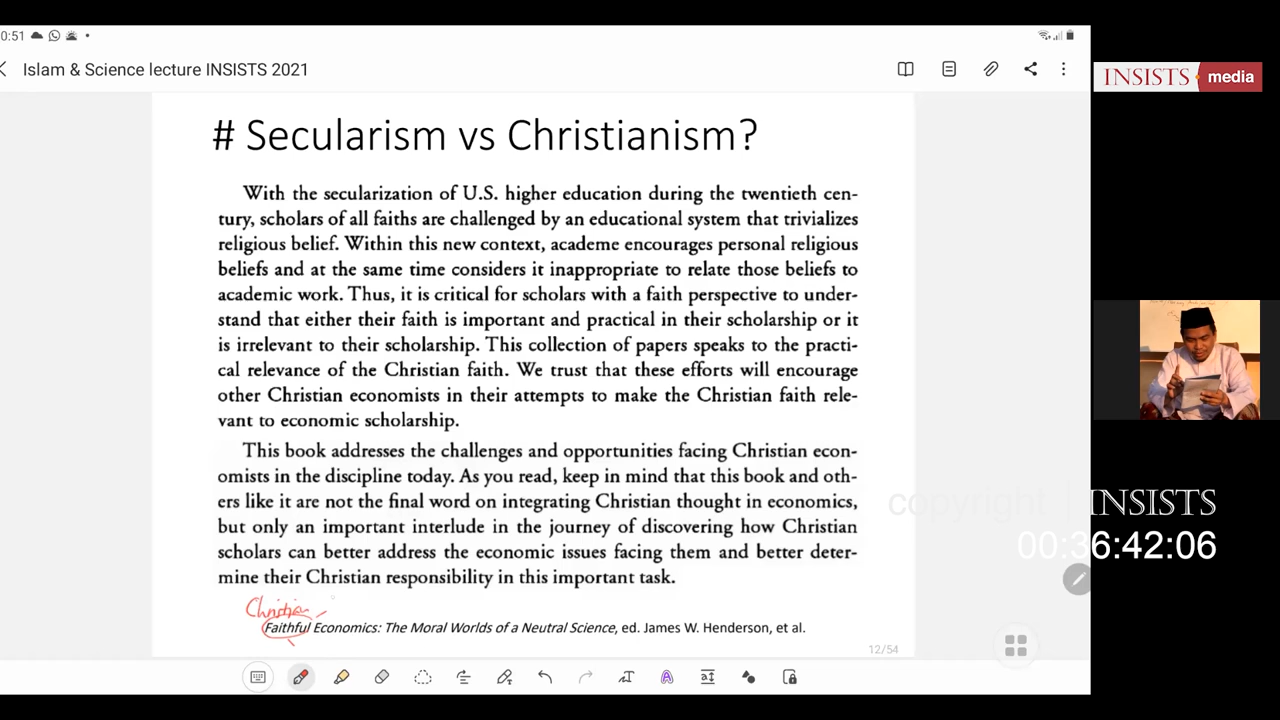 0:51
Islam & Science lecture INSISTS 2021
INSISTS media
# Secularism vs Christianism?
With the secularization of U.S. higher education during the twentieth cen-
tury, scholars of all faiths are challenged by an educational system that trivializes
religious belief. Within this new context, academe encourages personal religious
beliefs and at the same time considers it inappropriate to relate those beliefs to
academic work. Thus, it is critical for scholars with a faith perspective to under-
stand that either their faith is important and practical in their scholarship or it
is irrelevant to their scholarship. This collection of papers speaks to the practi-
cal relevance of the Christian faith. We trust that these efforts will encourage
other Christian economists in their attempts to make the Christian faith rele-
vant to economic scholarship.
This book addresses the challenges and opportunities facing Christian econ-
omists in the discipline today. As you read, keep in mind that this book and oth-
ers like it are not the final word on integrating Christian thought in economics,
but only an important interlude in the journey of discovering how Christian
scholars can better address the economic issues facing them and better deter-
mine their Christian responsibility in this important task.
copyright | INSISTS
00:36:42:06
Christian
Faithful Economics: The Moral Worlds of a Neutral Science, ed. James W. Henderson, et al.
12/54